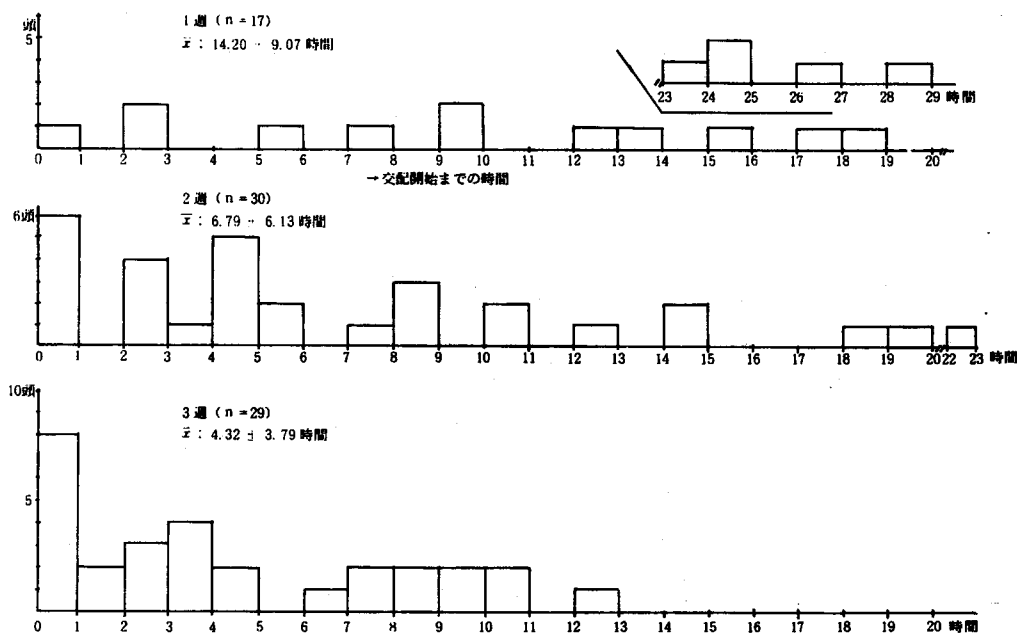 頭
5
1週 (n=17)
x̄ : 14.20 - 9.07 時間
23 24 25 26 27 28 29 時間
0 1 2 3 4 5 6 7 8 9 10 11 12 13 14 15 16 17 18 19 20
→交配開始までの時間
6頭
2週 (n=30)
x̄ : 6.79 - 6.13 時間
0 1 2 3 4 5 6 7 8 9 10 11 12 13 14 15 16 17 18 19 20 22 23 時間
10頭
5
3週 (n=29)
x̄ : 4.32 ± 3.79 時間
0 1 2 3 4 5 6 7 8 9 10 11 12 13 14 15 16 17 18 19 20 時間